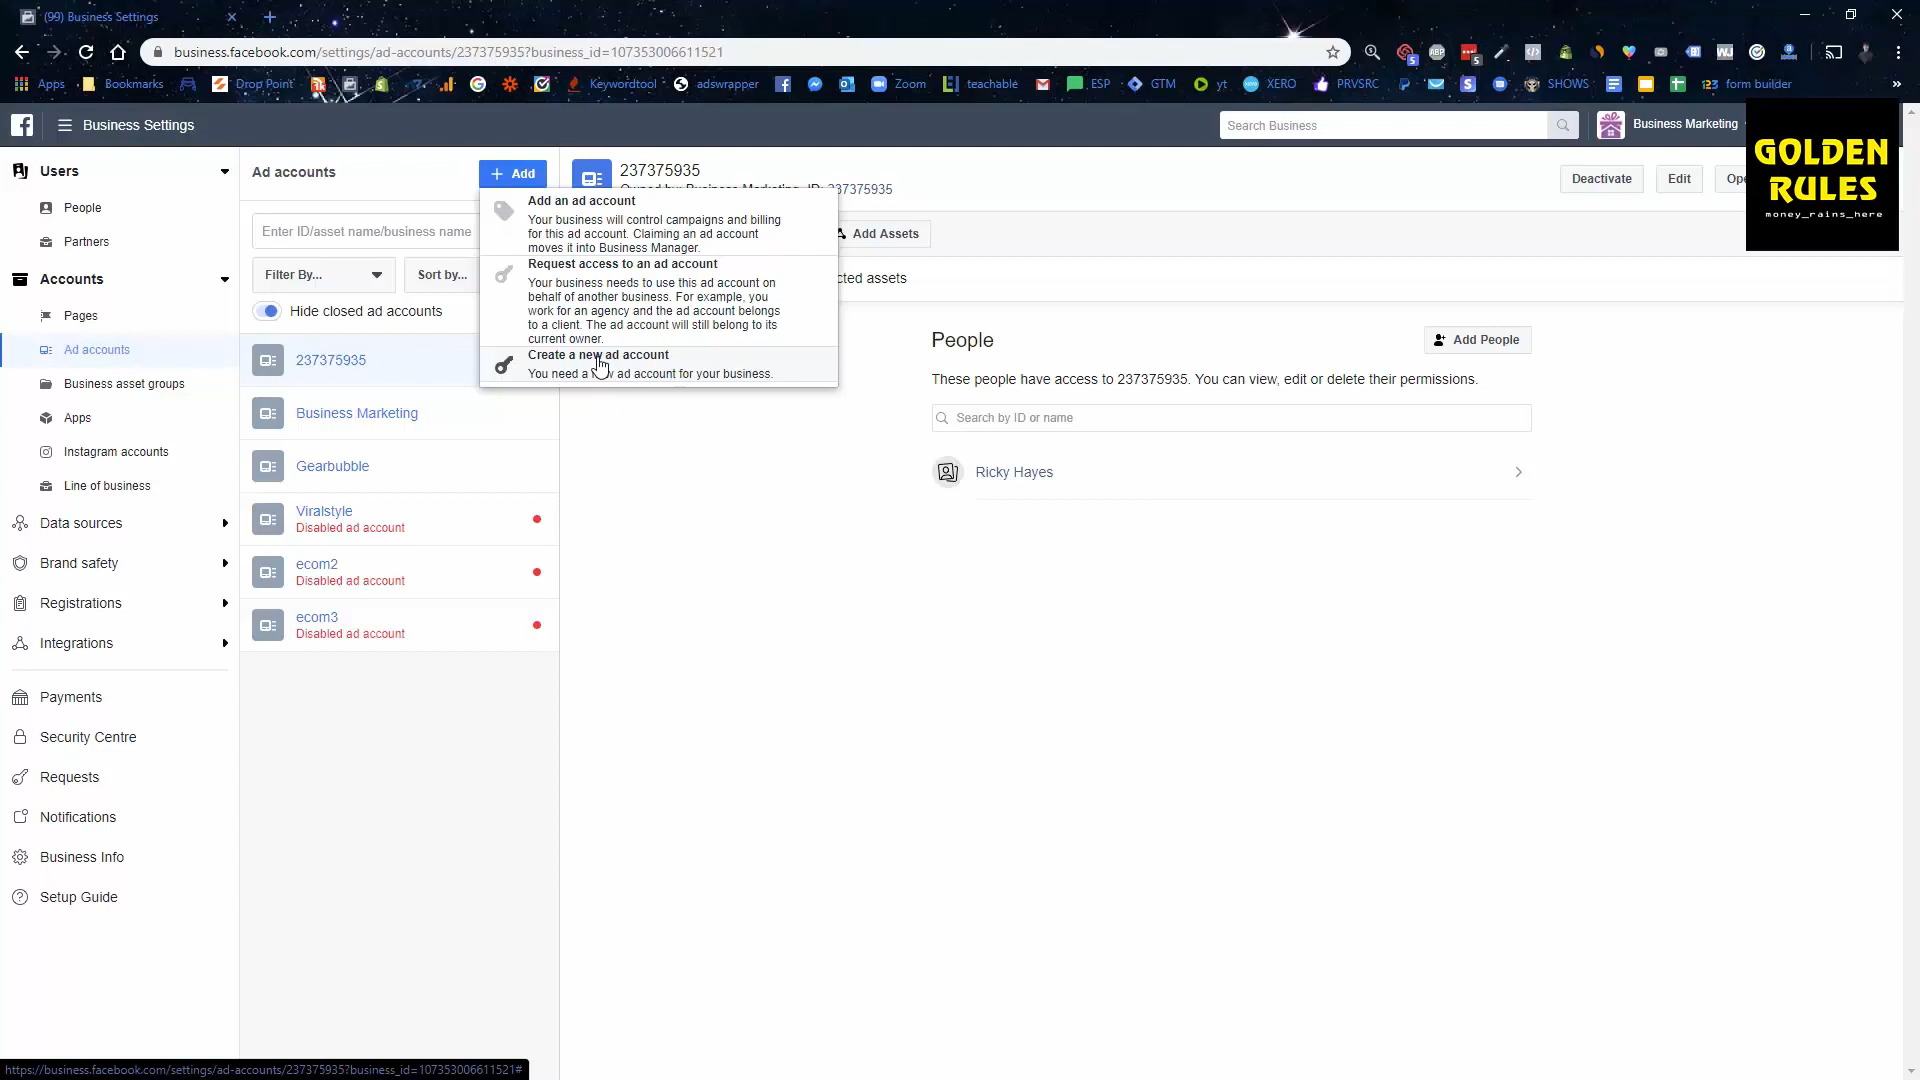 (99) Business Settings
business.facebook.com/settings/ad-accounts/237375935?business_id=107353006611521
Apps
Bookmarks
Drop Point
Keywordtool
adswrapper
Zoom
teachable
ESP
GTM
yt
XERO
PRVSRC
SHOWS
form builder
Business Settings
Search Business
Business Marketing
GOLDEN
RULES
money_rains_here
Users
People
Partners
Accounts
Pages
Ad accounts
Business asset groups
Apps
Instagram accounts
Line of business
Data sources
Brand safety
Registrations
Integrations
Payments
Security Centre
Requests
Notifications
Business Info
Setup Guide
Ad accounts
+ Add
Enter ID/asset name/business name
Filter By...
Sort by...
Hide closed ad accounts
237375935
Business Marketing
Gearbubble
Viralstyle
Disabled ad account
ecom2
Disabled ad account
ecom3
Disabled ad account
Add an ad account
Your business will control campaigns and billing
for this ad account. Claiming an ad account
moves it into Business Manager.
Request access to an ad account
Your business needs to use this ad account on
behalf of another business. For example, you
work for an agency and the ad account belongs
to a client. The ad account will still belong to its
current owner.
Create a new ad account
You need a ad account for your business.
237375935
Owned by: Business Marketing ID: 237375935
Deactivate
Edit
Add Assets
People
Add People
These people have access to 237375935. You can view, edit or delete their permissions.
Search by ID or name
Ricky Hayes
https://business.facebook.com/settings/ad-accounts/237375935?business_id=107353006611521#